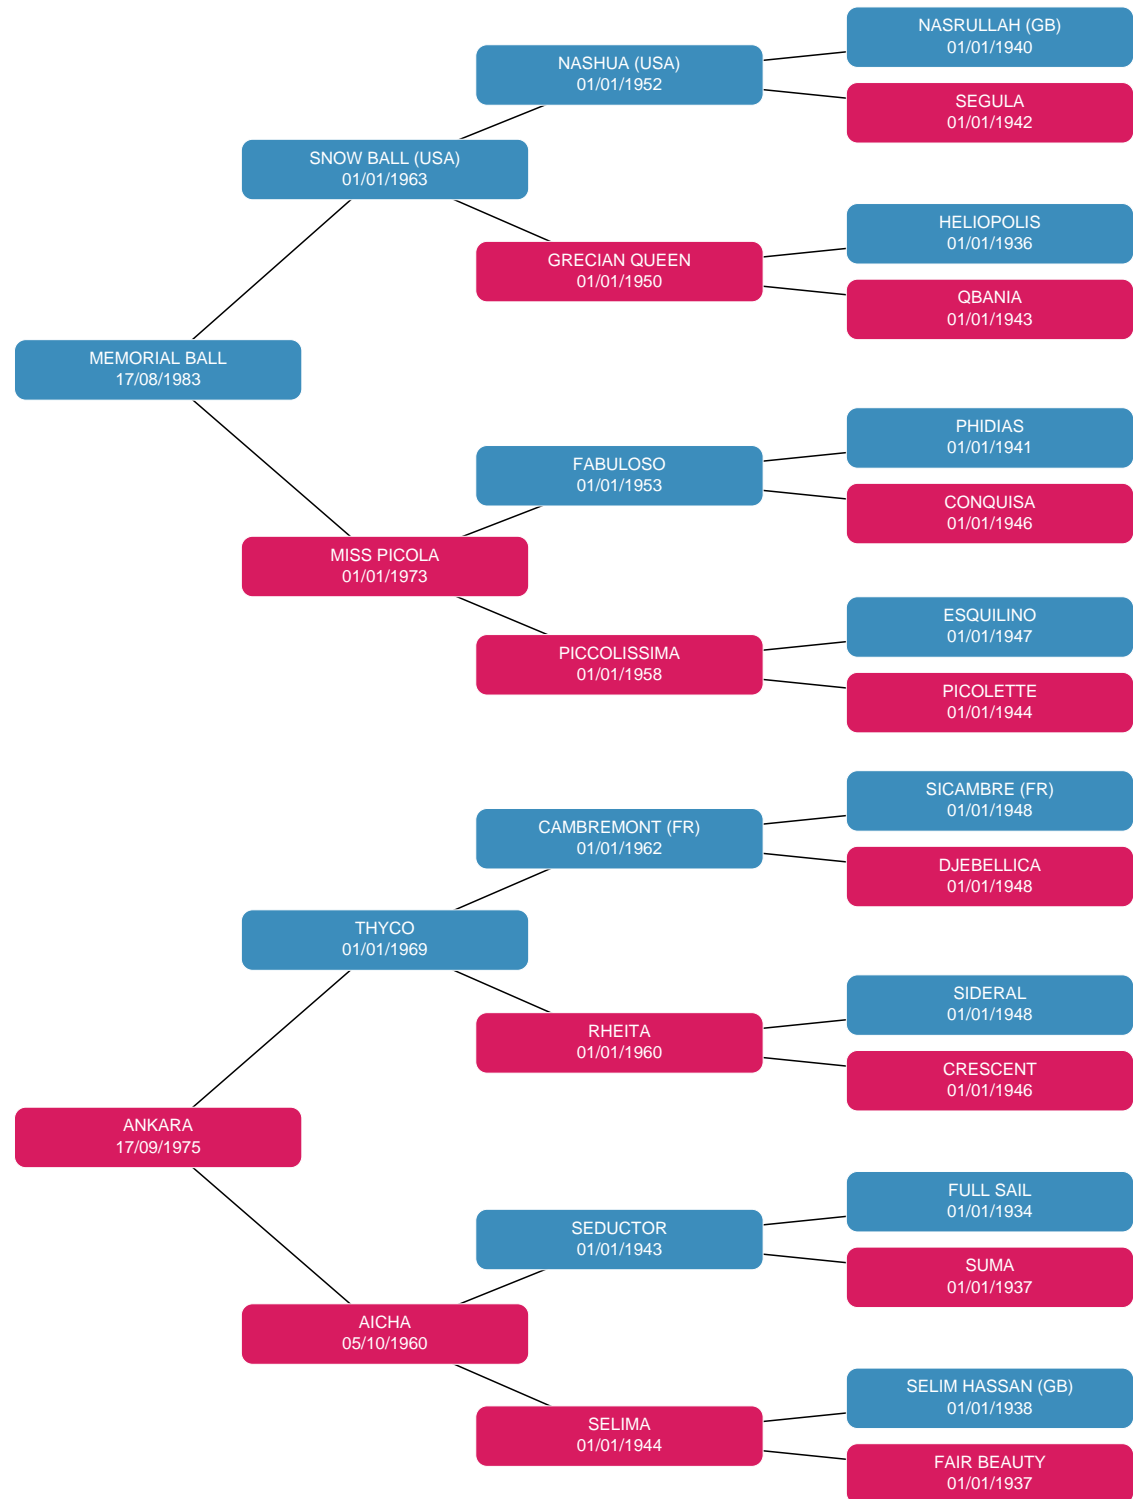 NASRULLAH (GB)
01/01/1940
NASHUA (USA)
01/01/1952
SEGULA
01/01/1942
SNOW BALL (USA)
01/01/1963
HELIOPOLIS
01/01/1936
GRECIAN QUEEN
01/01/1950
QBANIA
01/01/1943
MEMORIAL BALL
17/08/1983
PHIDIAS
01/01/1941
FABULOSO
01/01/1953
CONQUISA
01/01/1946
MISS PICOLA
01/01/1973
ESQUILINO
01/01/1947
PICCOLISSIMA
01/01/1958
PICOLETTE
01/01/1944
SICAMBRE (FR)
01/01/1948
CAMBREMONT (FR)
01/01/1962
DJEBELLICA
01/01/1948
THYCO
01/01/1969
SIDERAL
01/01/1948
RHEITA
01/01/1960
CRESCENT
01/01/1946
ANKARA
17/09/1975
FULL SAIL
01/01/1934
SEDUCTOR
01/01/1943
SUMA
01/01/1937
AICHA
05/10/1960
SELIM HASSAN (GB)
01/01/1938
SELIMA
01/01/1944
FAIR BEAUTY
01/01/1937